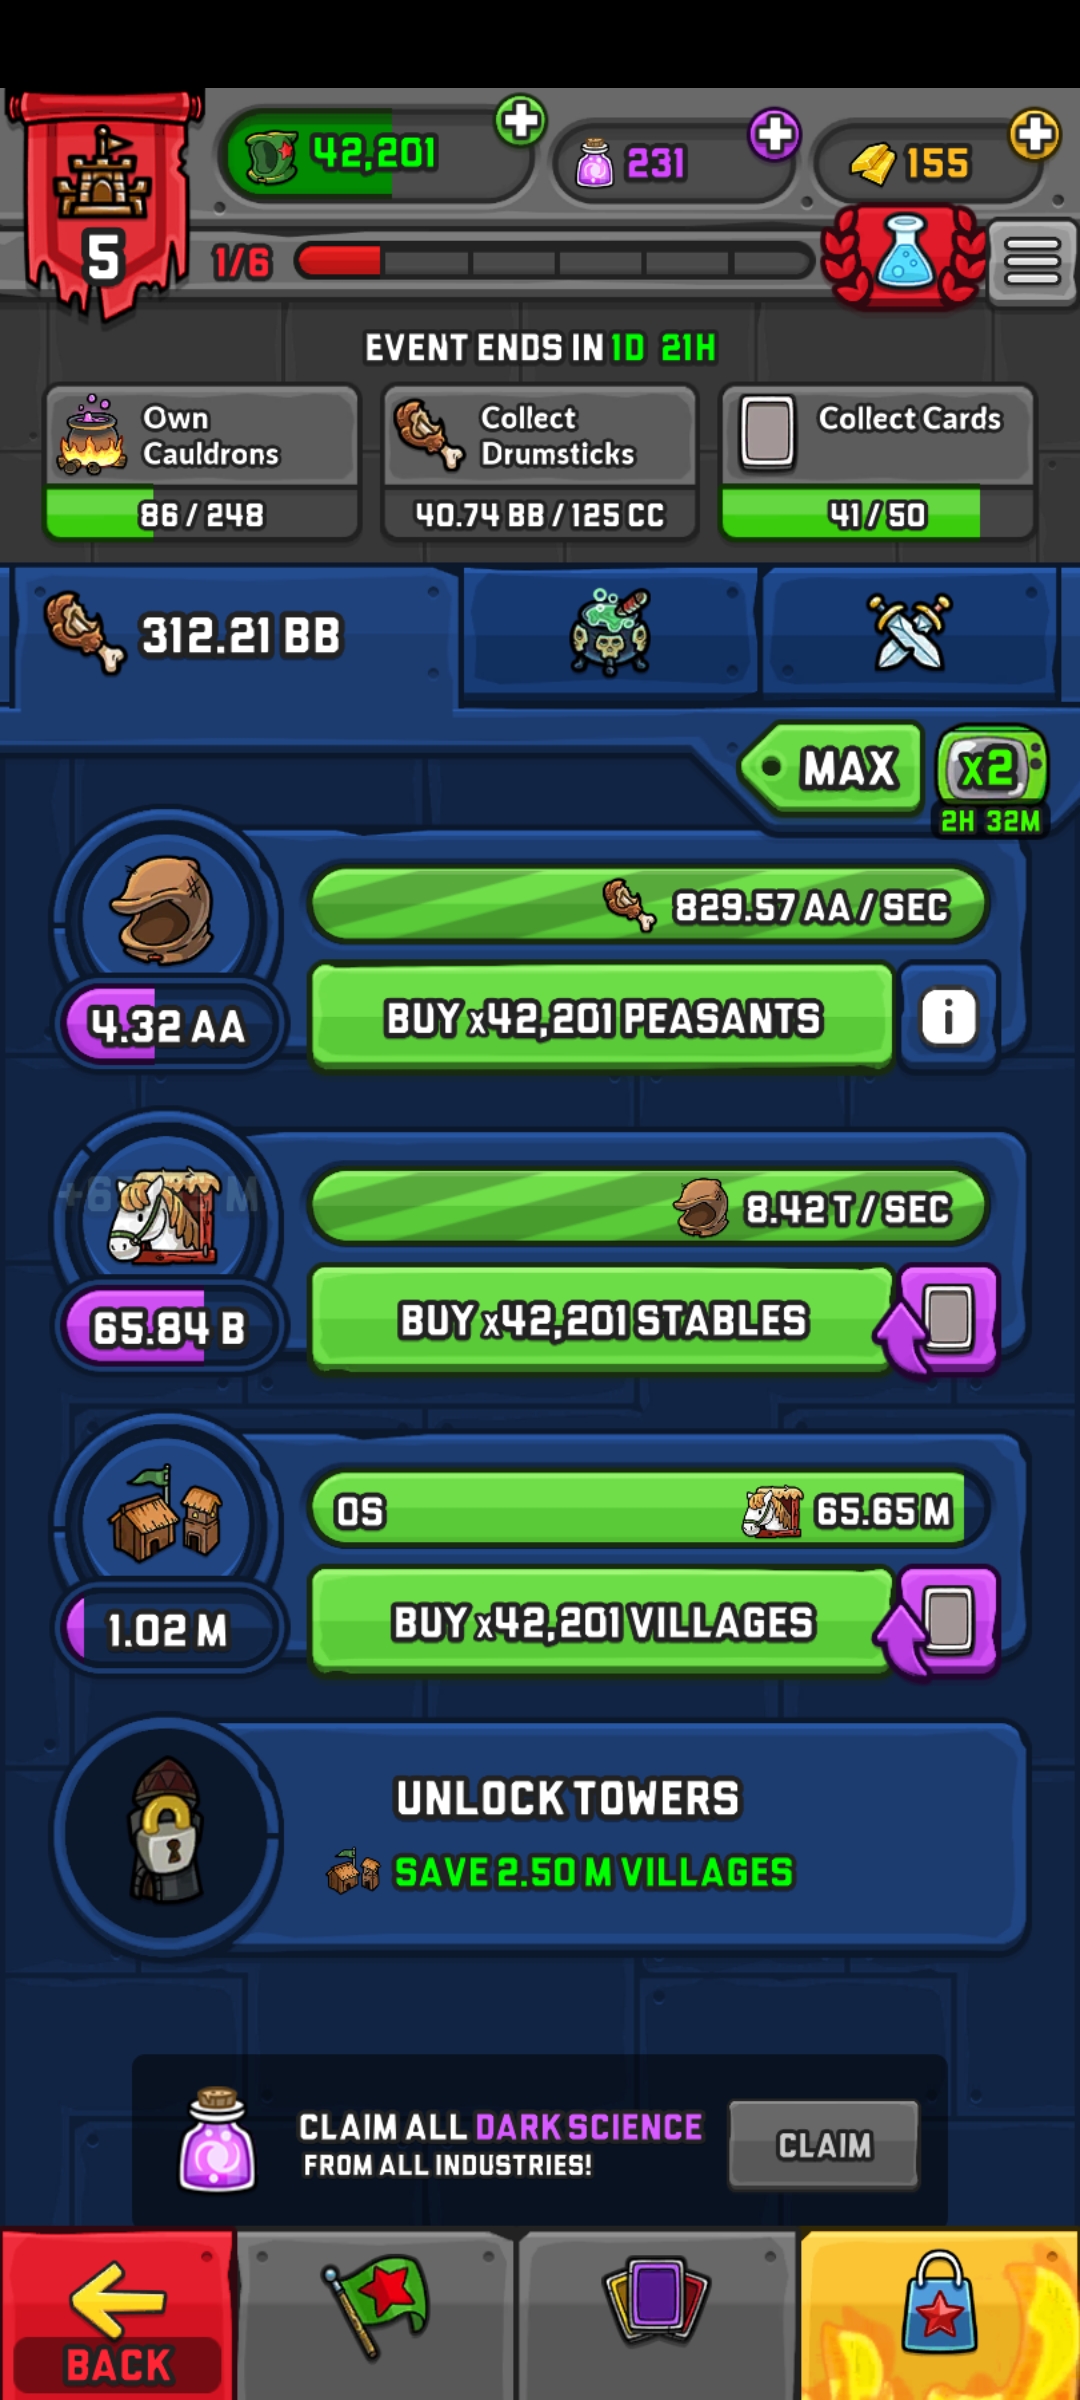 42,201
231
155
5
1/6
EVENT ENDS IN 1D 21H
Own Cauldrons
86 / 248
Collect Drumsticks
40.74 BB / 125 CC
Collect Cards
41 / 50
312.21 BB
MAX
x2
2H 32M
829.57 AA / SEC
4.32 AA
BUY x42,201 PEASANTS
i
8.42 T / SEC
65.84 B
BUY x42,201 STABLES
0S
65.65 M
1.02 M
BUY x42,201 VILLAGES
UNLOCK TOWERS
SAVE 2.50 M VILLAGES
CLAIM ALL DARK SCIENCE
FROM ALL INDUSTRIES!
CLAIM
BACK